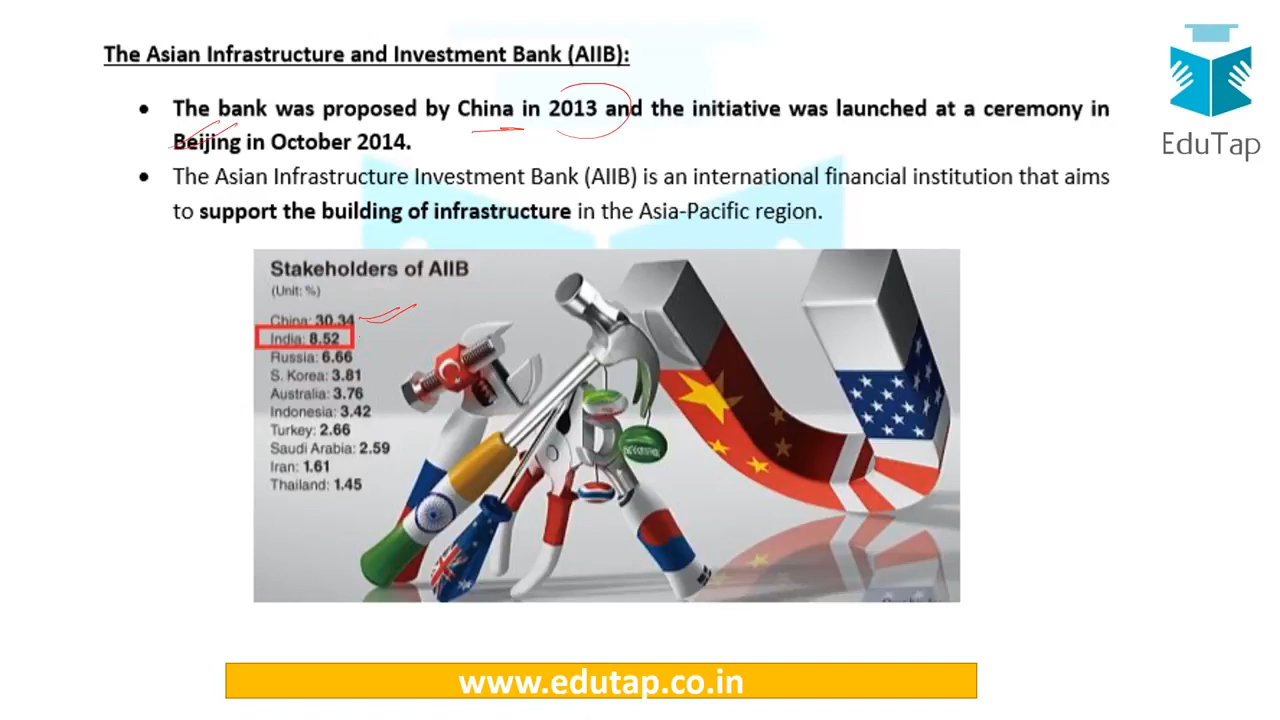 The Asian Infrastructure and Investment Bank (AIIB):
EduTap
• The bank was proposed by China in 2013 and the initiative was launched at a ceremony in
Beijing in October 2014.
• The Asian Infrastructure Investment Bank (AIIB) is an international financial institution that aims
to support the building of infrastructure in the Asia-Pacific region.
Stakeholders of AIIB
(Unit: %)
China: 30.34
India: 8.52
Russia: 6.66
S. Korea: 3.81
Australia: 3.76
Indonesia: 3.42
Turkey: 2.66
Saudi Arabia: 2.59
Iran: 1.61
Thailand: 1.45
www.edutap.co.in